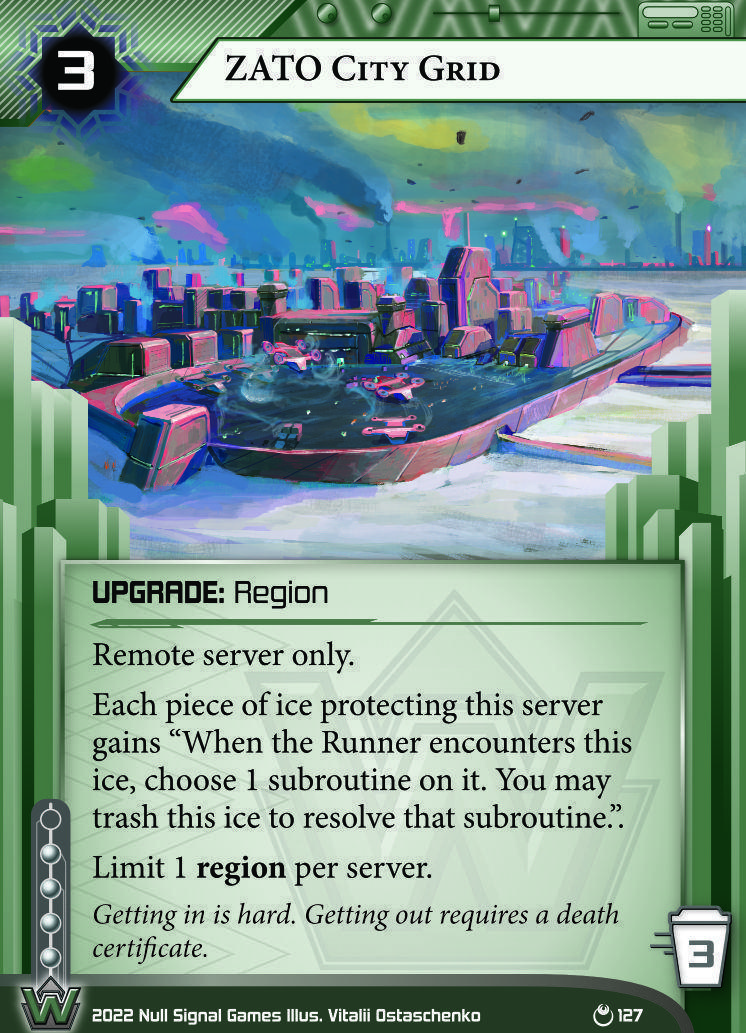 3
ZATO City Grid
UPGRADE: Region
Remote server only.
Each piece of ice protecting this server
gains “When the Runner encounters this
ice, choose 1 subroutine on it. You may
trash this ice to resolve that subroutine.”.
Limit 1 region per server.
Getting in is hard. Getting out requires a death
certificate.
3
2022 Null Signal Games Illus. Vitalii Ostaschenko
127